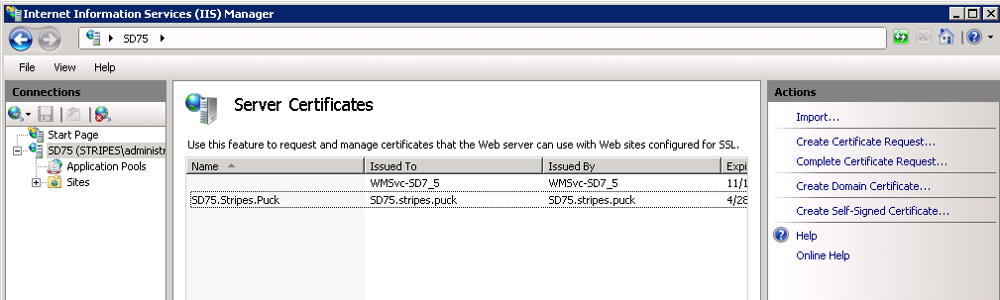 Internet Information Services (IIS) Manager
SD75
File View Help
Connections
Start Page
SD75 (STRIPES\administr
Application Pools
Sites
Server Certificates
Use this feature to request and manage certificates that the Web server can use with Web sites configured for SSL.
Name Issued To Issued By Expi
WMSvc-SD7_5 WMSvc-SD7_5 11/1
SD75.Stripes.Puck SD75.stripes.puck SD75.stripes.puck 4/28
Actions
Import...
Create Certificate Request...
Complete Certificate Request...
Create Domain Certificate...
Create Self-Signed Certificate...
Help
Online Help